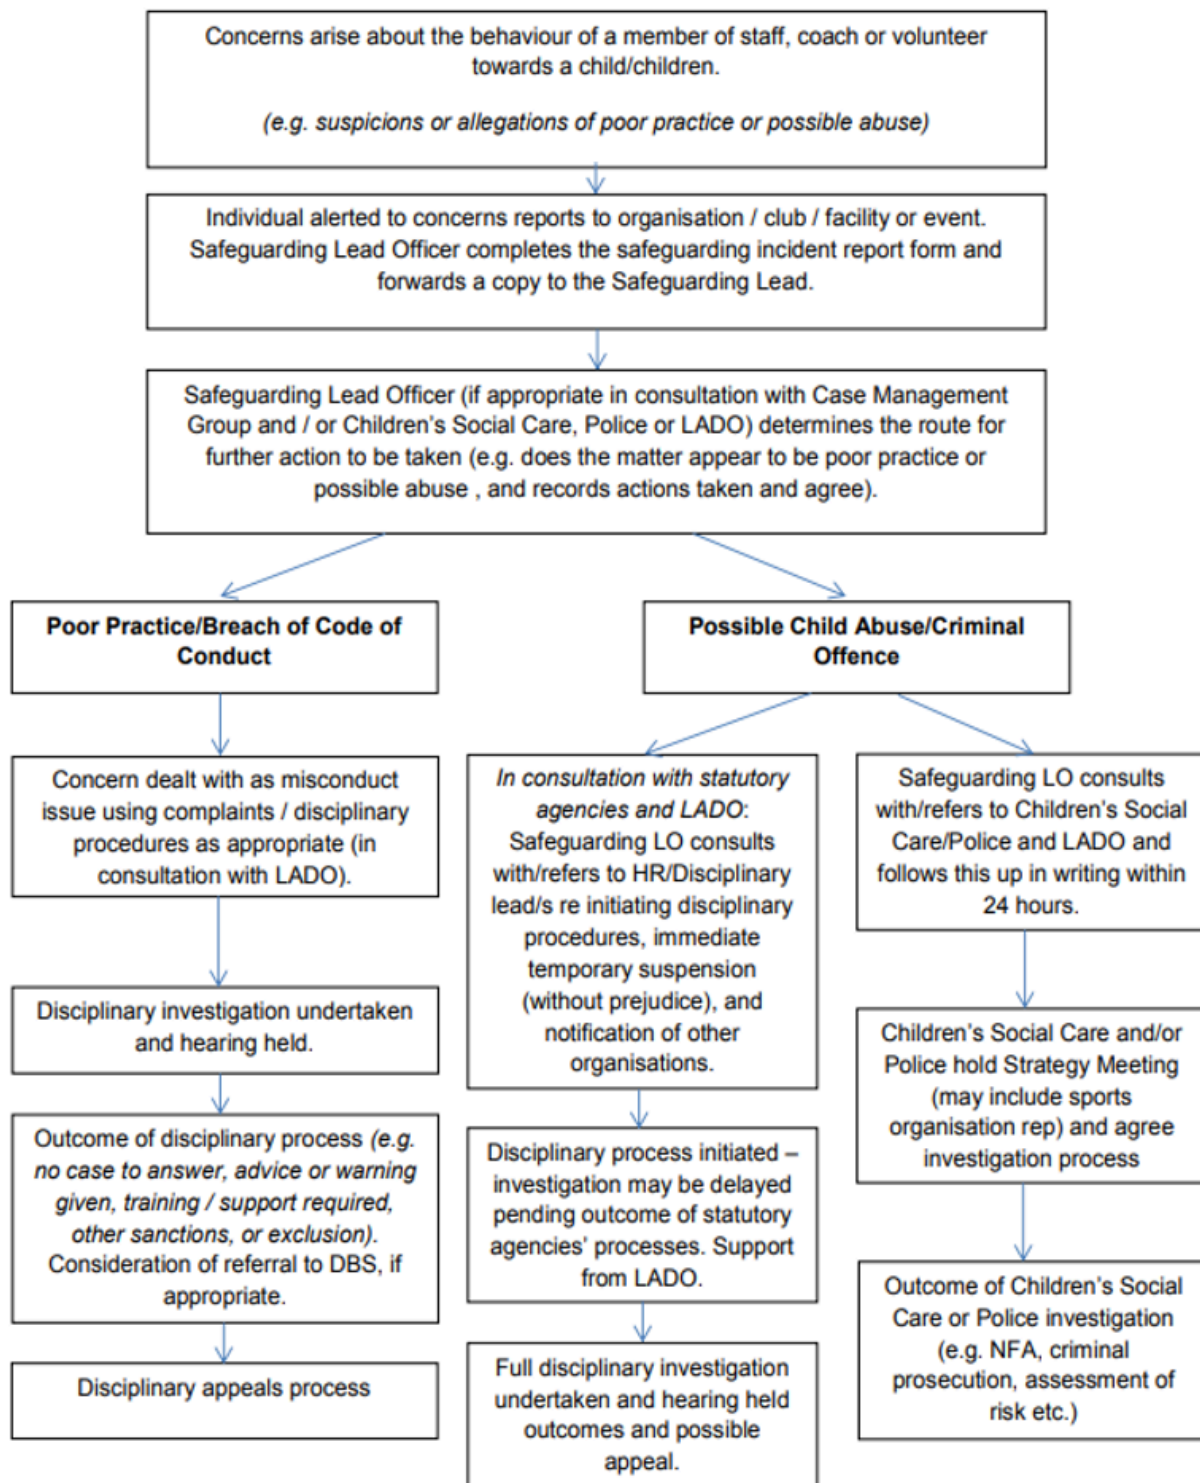 Concerns arise about the behaviour of a member of staff, coach or volunteer
towards a child/children.
(e.g. suspicions or allegations of poor practice or possible abuse)
Individual alerted to concerns reports to organisation / club / facility or event.
Safeguarding Lead Officer completes the safeguarding incident report form and
forwards a copy to the Safeguarding Lead.
Safeguarding Lead Officer (if appropriate in consultation with Case Management
Group and / or Children's Social Care, Police or LADO) determines the route for
further action to be taken (e.g. does the matter appear to be poor practice or
possible abuse , and records actions taken and agree).
Poor Practice/Breach of Code of
Conduct
Possible Child Abuse/Criminal
Offence
Concern dealt with as misconduct
issue using complaints / disciplinary
procedures as appropriate (in
consultation with LADO).
Disciplinary investigation undertaken
and hearing held.
Outcome of disciplinary process (e.g.
no case to answer, advice or warning
given, training / support required,
other sanctions, or exclusion).
Consideration of referral to DBS, if
appropriate.
Disciplinary appeals process
In consultation with statutory
agencies and LADO:
Safeguarding LO consults
with/refers to HR/Disciplinary
lead/s re initiating disciplinary
procedures, immediate
temporary suspension
(without prejudice), and
notification of other
organisations.
Disciplinary process initiated –
investigation may be delayed
pending outcome of statutory
agencies' processes. Support
from LADO.
Full disciplinary investigation
undertaken and hearing held
outcomes and possible
appeal.
Safeguarding LO consults
with/refers to Children's Social
Care/Police and LADO and
follows this up in writing within
24 hours.
Children's Social Care and/or
Police hold Strategy Meeting
(may include sports
organisation rep) and agree
investigation process
Outcome of Children's Social
Care or Police investigation
(e.g. NFA, criminal
prosecution, assessment of
risk etc.)